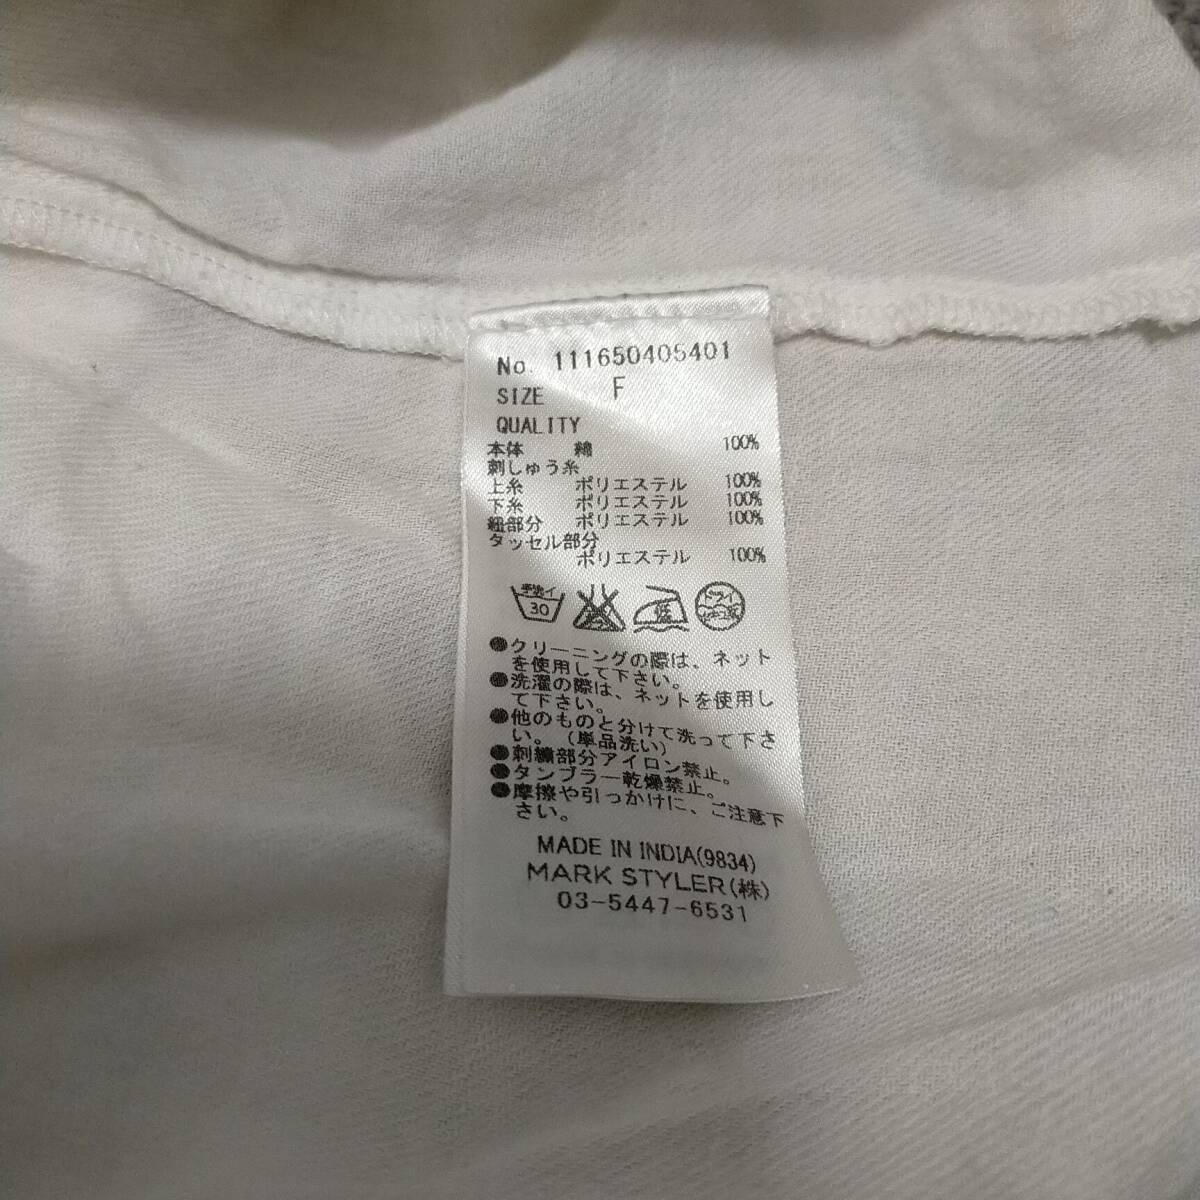 No. 111650405401
SIZE F
QUALITY
本体 綿 100%
刺しゅう糸
上糸 ポリエステル 100%
下糸 ポリエステル 100%
紐部分 ポリエステル 100%
タッセル部分
ポリエステル 100%
手洗イ 30 低 ドライ
●クリーニングの際は、ネット
を使用して下さい。
●洗濯の際は、ネットを使用し
て下さい。
●他のものと分けて洗って下さ
い。(単品洗い)
●刺繍部分アイロン禁止。
●タンブラー乾燥禁止。
●摩擦や引っかけに、ご注意下
さい。
MADE IN INDIA(9834)
MARK STYLER(株)
03-5447-6531